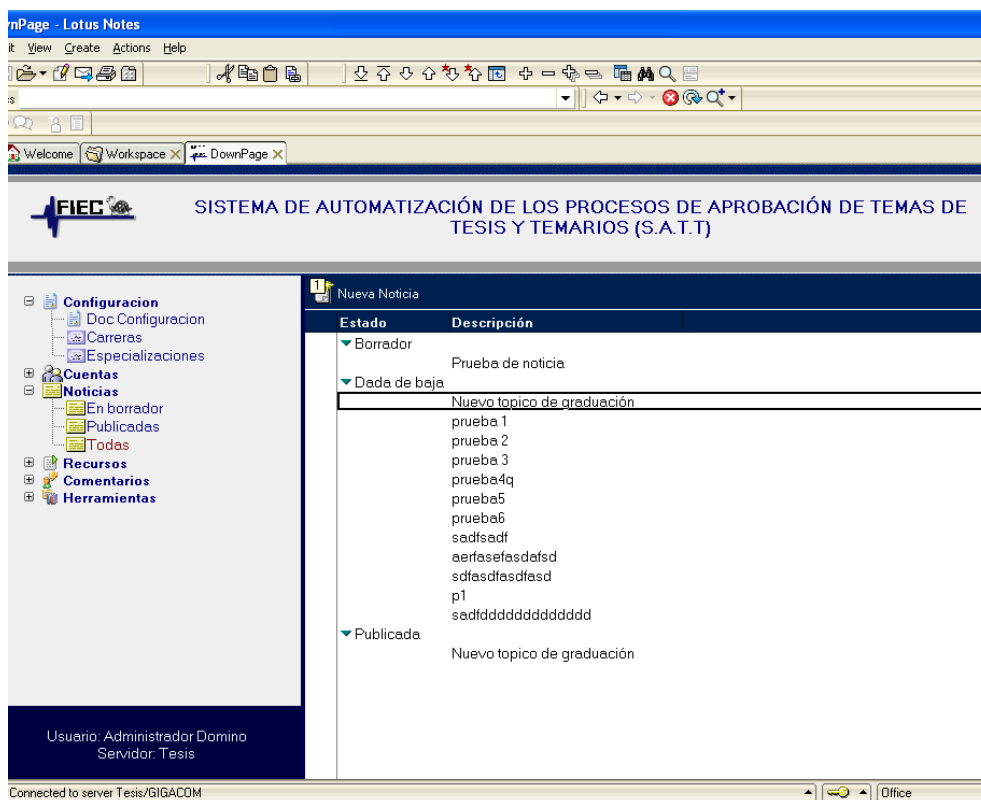 nPage - Lotus Notes
it View Create Actions Help
es
Welcome Workspace DownPage
FIEC
SISTEMA DE AUTOMATIZACIÓN DE LOS PROCESOS DE APROBACIÓN DE TEMAS DE
TESIS Y TEMARIOS (S.A.T.T)
Configuracion
Doc Configuracion
Carreras
Especializaciones
Cuentas
Noticias
En borrador
Publicadas
Todas
Recursos
Comentarios
Herramientas
1 Nueva Noticia
Estado Descripción
Borrador
Prueba de noticia
Dada de baja
Nuevo topico de graduación
prueba 1
prueba 2
prueba 3
prueba4q
prueba5
prueba6
sadfsadf
aerfasefasdafsd
sdfasdfasdfasd
p1
sadfdddddddddddddd
Publicada
Nuevo topico de graduación
Usuario: Administrador Domino
Servidor: Tesis
Connected to server Tesis/GIGACOM
Office